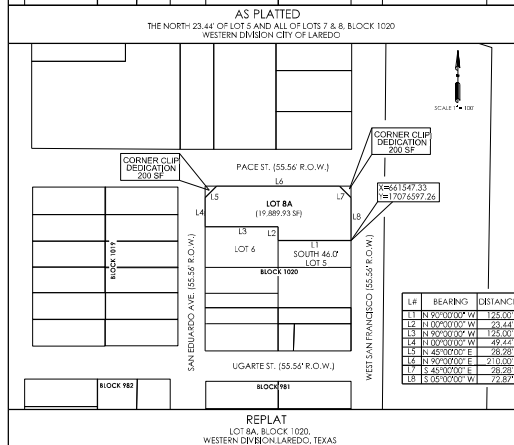 AS PLATTED
THE NORTH 23.44' OF LOT 5 AND ALL OF LOTS 7 & 8, BLOCK 1020
WESTERN DIVISION CITY OF LAREDO
SCALE 1"= 100'
CORNER CLIP
DEDICATION
200 SF
CORNER CLIP
DEDICATION
200 SF
PACE ST. (55.56' R.O.W.)
L6
L5
L7
X=661547.33
Y=17076597.26
LOT 8A
(19,889.93 SF)
L4
L8
L3
L2
L1
LOT 6
SOUTH 46.0'
LOT 5
BLOCK 1020
BLOCK 1019
SAN EDUARDO AVE. (55.56' R.O.W.)
WEST SAN FRANCISCO (55.56' R.O.W.)
L# BEARING DISTANCE
L1 N 90°00'00" W 125.00'
L2 N 00°00'00" W 23.44'
L3 N 90°00'00" W 125.00'
L4 N 00°00'00" W 49.44'
L5 N 45°00'00" E 28.28'
L6 N 90°00'00" E 210.00'
L7 S 45°00'00" E 28.28'
L8 S 05°00'00" W 72.87'
UGARTE ST. (55.56' R.O.W.)
BLOCK 982
BLOCK 981
REPLAT
LOT 8A, BLOCK 1020,
WESTERN DIVISION,LAREDO, TEXAS